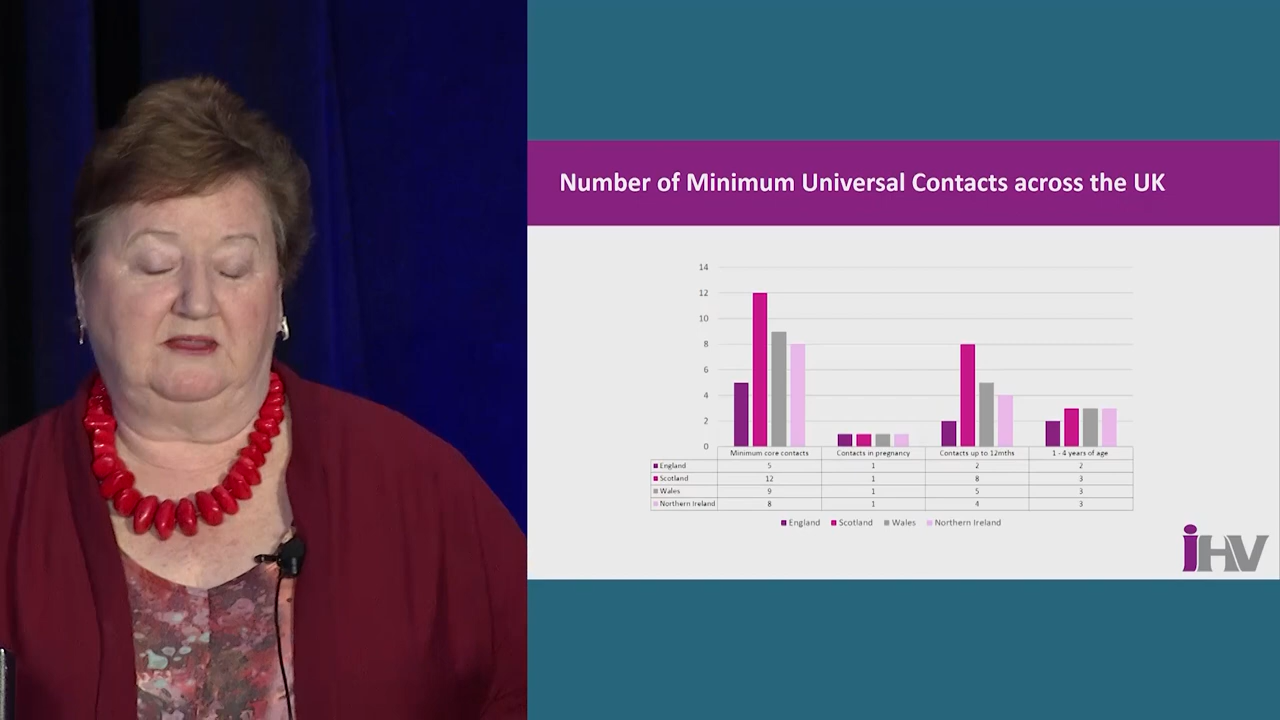 Number of Minimum Universal Contacts across the UK
14
12
10
8
6
4
2
0
Minimum core contacts Contacts in pregnancy Contacts up to 12mths 1 - 4 years of age
England 5 1 2 2
Scotland 12 1 8 3
Wales 9 1 5 3
Northern Ireland 8 1 4 3
England Scotland Wales Northern Ireland
iHV